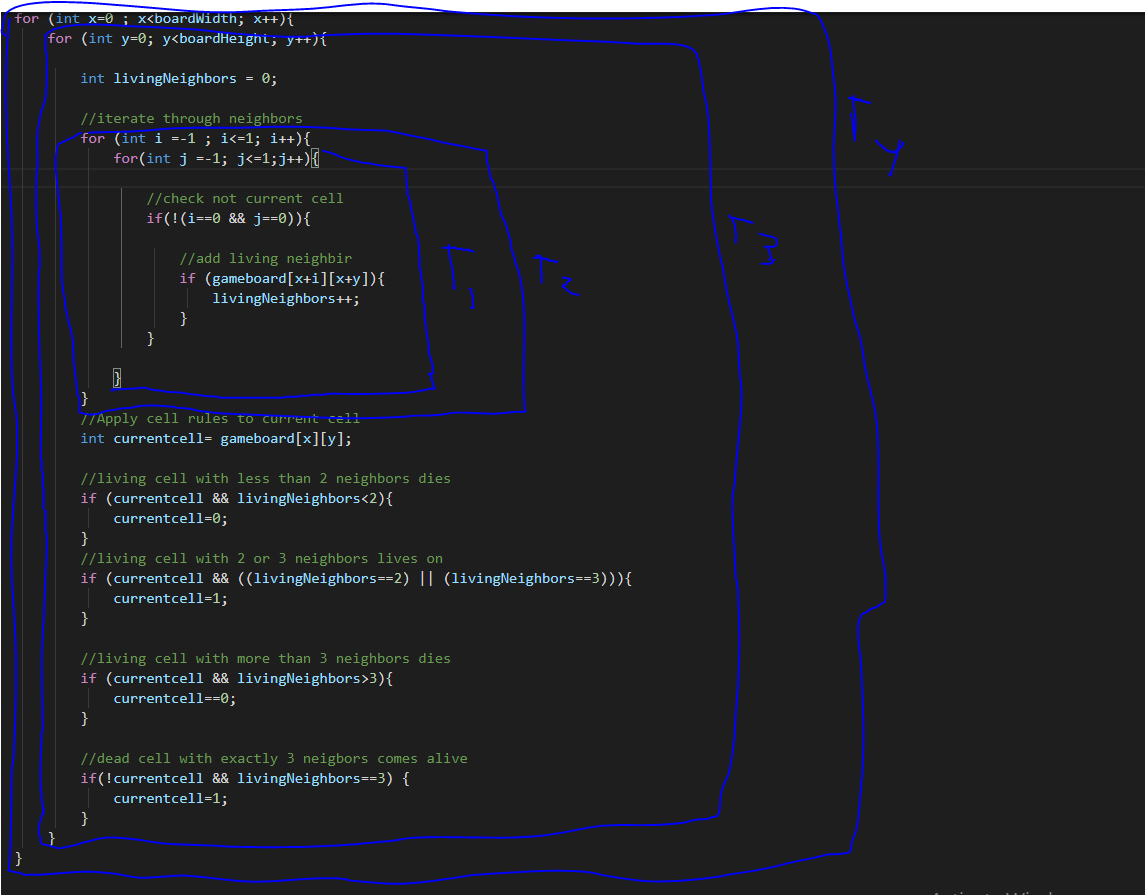 for (int x=0 ; x<boardWidth; x++){
for (int y=0; y<boardHeight; y++){
int livingNeighbors = 0;
//iterate through neighbors
for (int i =-1 ; i<=1; i++){
for(int j =-1; j<=1;j++){
//check not current cell
if(!(i==0 && j==0)){
//add living neighbir
if (gameboard[x+i][x+y]){
livingNeighbors++;
}
}
}
}
//Apply cell rules to current cell
int currentcell= gameboard[x][y];
//living cell with less than 2 neighbors dies
if (currentcell && livingNeighbors<2){
currentcell=0;
}
//living cell with 2 or 3 neighbors lives on
if (currentcell && ((livingNeighbors==2) || (livingNeighbors==3))){
currentcell=1;
}
//living cell with more than 3 neighbors dies
if (currentcell && livingNeighbors>3){
currentcell==0;
}
//dead cell with exactly 3 neigbors comes alive
if(!currentcell && livingNeighbors==3) {
currentcell=1;
}
}
}
T1
T2
T3
T4